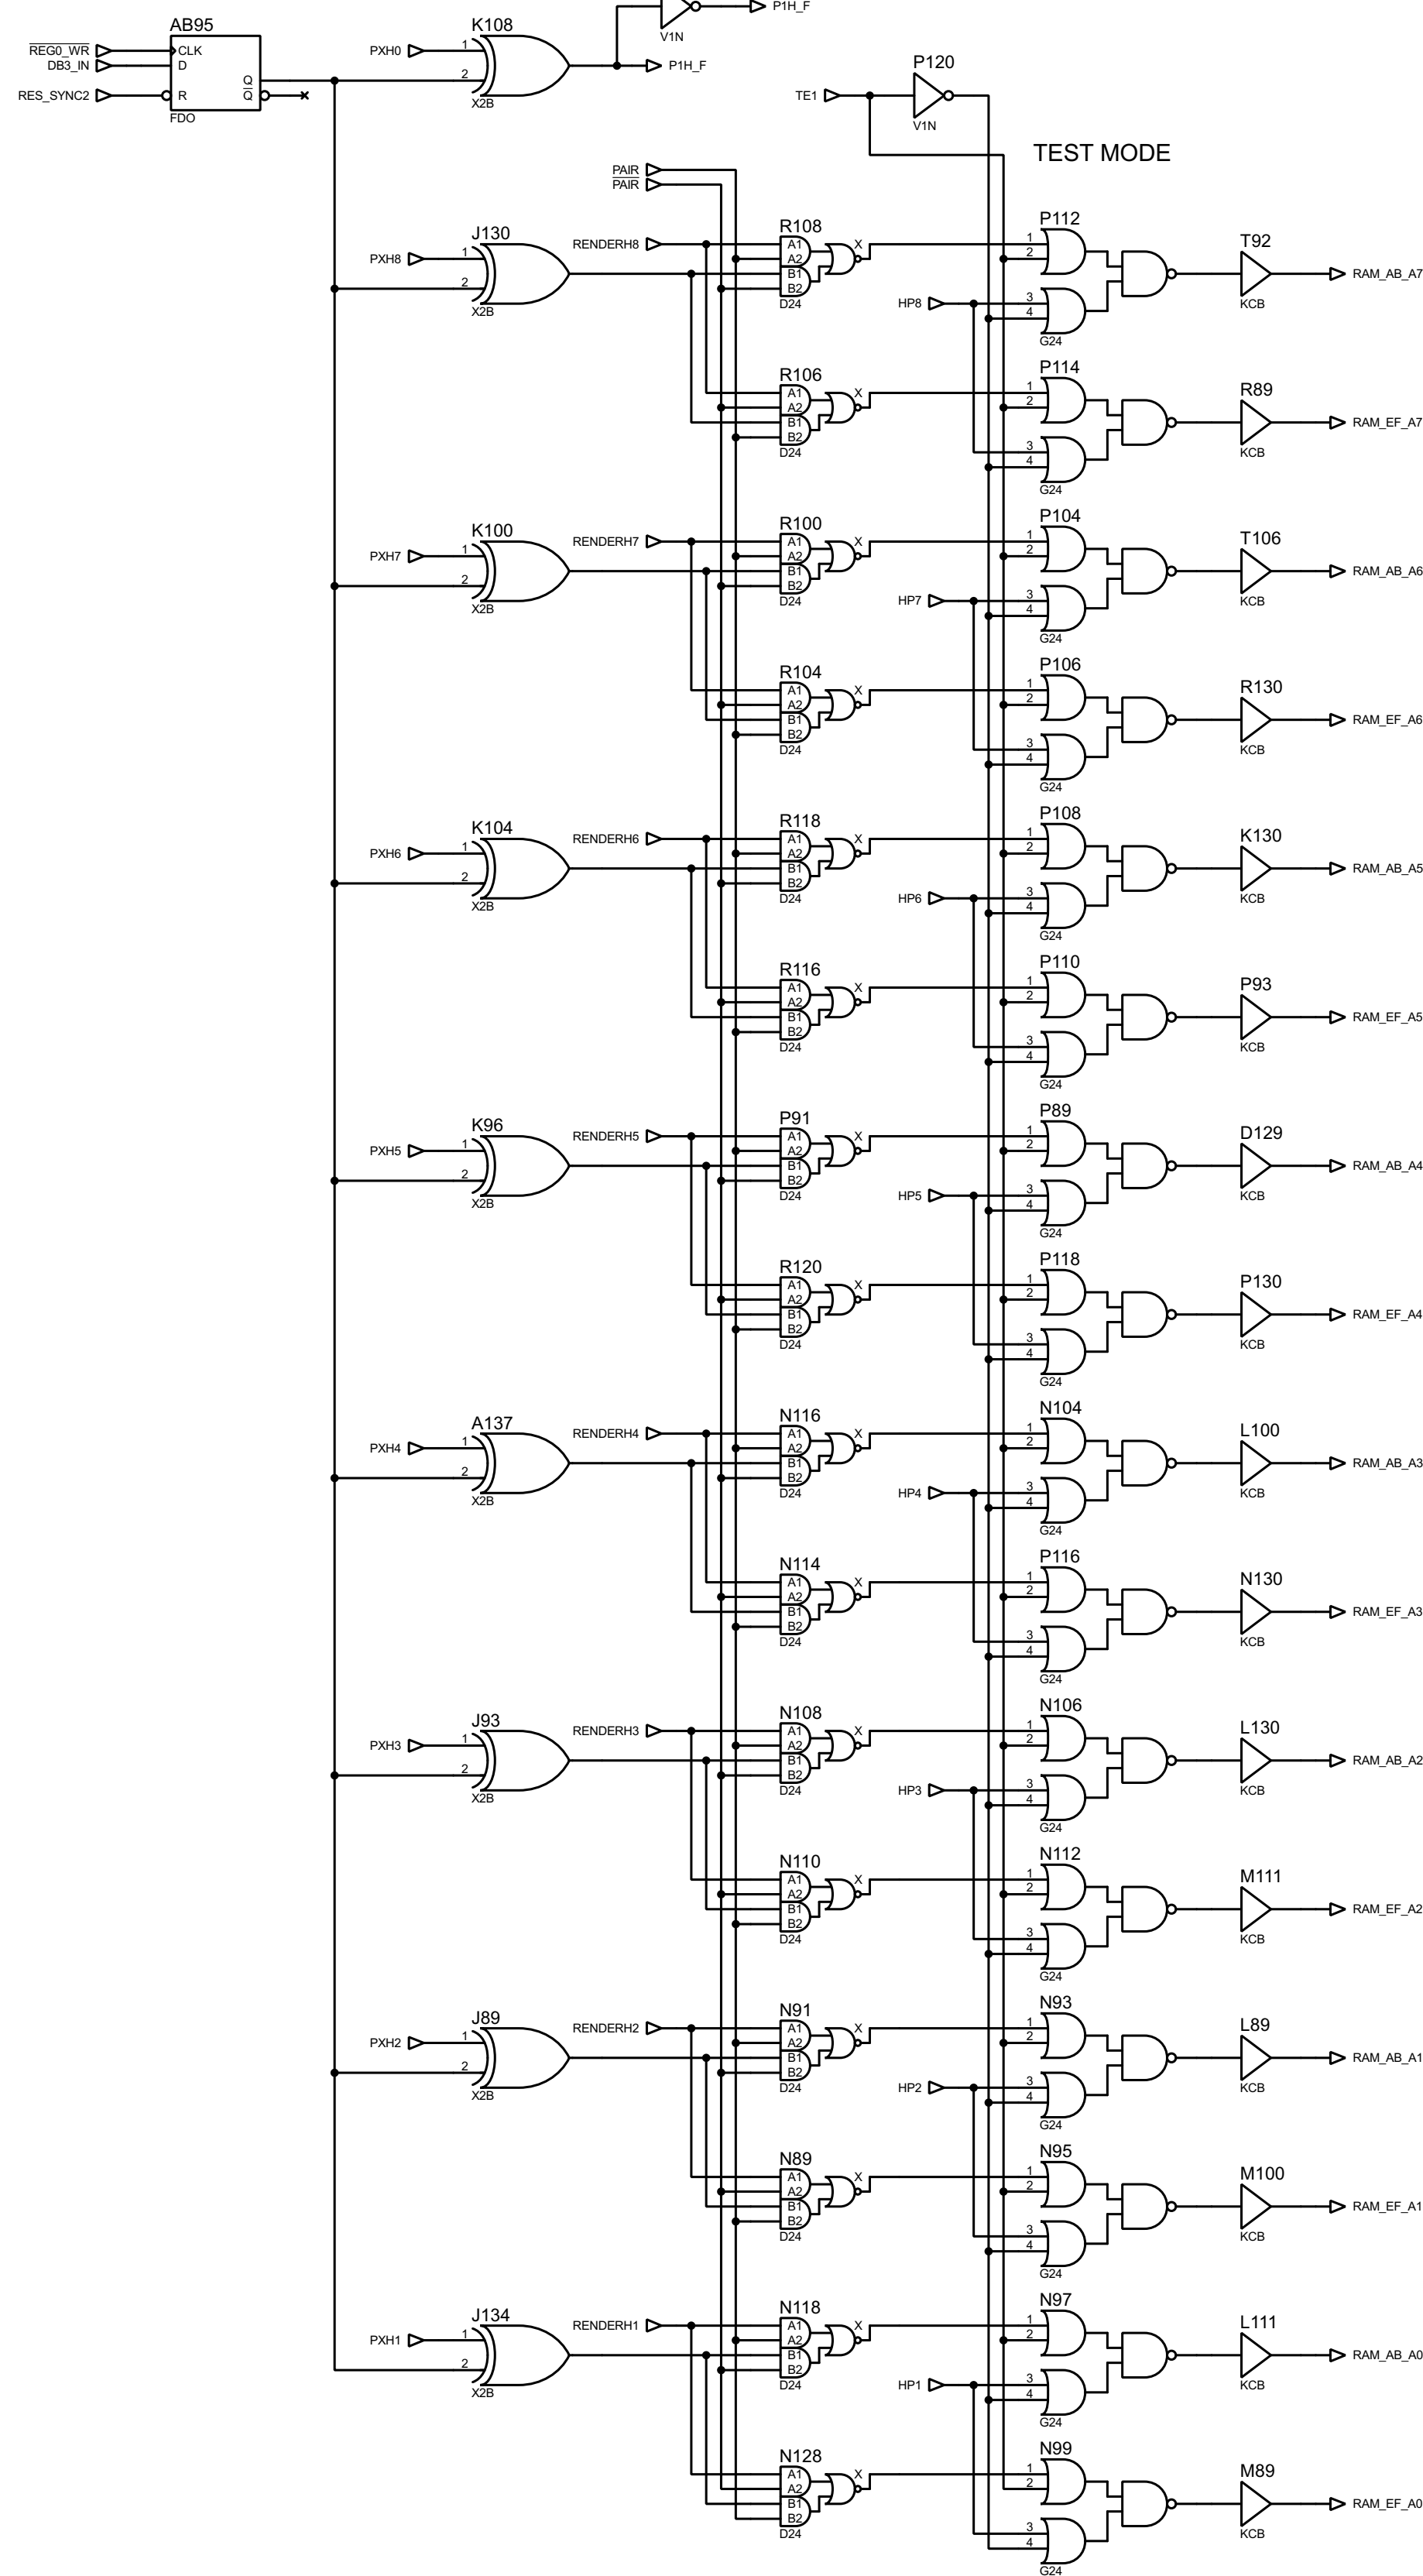 P1H_F
V1N
AB95
K108
REG0_WR
CLK
PXH0
1
DB3_IN
D
P1H_F
Q
2
RES_SYNC2
R
Q
X2B
FDO
P120
TE1
V1N
TEST MODE
PAIR
PAIR
J130
PXH8
1
2
X2B
RENDERH8
R108
A1
A2
B1
B2
X
D24
P112
1
2
HP8
3
4
G24
T92
KCB
RAM_AB_A7
R106
A1
A2
B1
B2
X
D24
P114
1
2
3
4
G24
R89
KCB
RAM_EF_A7
K100
PXH7
1
2
X2B
RENDERH7
R100
A1
A2
B1
B2
X
D24
P104
1
2
HP7
3
4
G24
T106
KCB
RAM_AB_A6
R104
A1
A2
B1
B2
X
D24
P106
1
2
3
4
G24
R130
KCB
RAM_EF_A6
K104
PXH6
1
2
X2B
RENDERH6
R118
A1
A2
B1
B2
X
D24
P108
1
2
HP6
3
4
G24
K130
KCB
RAM_AB_A5
R116
A1
A2
B1
B2
X
D24
P110
1
2
3
4
G24
P93
KCB
RAM_EF_A5
K96
PXH5
1
2
X2B
RENDERH5
P91
A1
A2
B1
B2
X
D24
P89
1
2
HP5
3
4
G24
D129
KCB
RAM_AB_A4
R120
A1
A2
B1
B2
X
D24
P118
1
2
3
4
G24
P130
KCB
RAM_EF_A4
A137
PXH4
1
2
X2B
RENDERH4
N116
A1
A2
B1
B2
X
D24
N104
1
2
HP4
3
4
G24
L100
KCB
RAM_AB_A3
N114
A1
A2
B1
B2
X
D24
P116
1
2
3
4
G24
N130
KCB
RAM_EF_A3
J93
PXH3
1
2
X2B
RENDERH3
N108
A1
A2
B1
B2
X
D24
N106
1
2
HP3
3
4
G24
L130
KCB
RAM_AB_A2
N110
A1
A2
B1
B2
X
D24
N112
1
2
3
4
G24
M111
KCB
RAM_EF_A2
J89
PXH2
1
2
X2B
RENDERH2
N91
A1
A2
B1
B2
X
D24
N93
1
2
HP2
3
4
G24
L89
KCB
RAM_AB_A1
N89
A1
A2
B1
B2
X
D24
N95
1
2
3
4
G24
M100
KCB
RAM_EF_A1
J134
PXH1
1
2
X2B
RENDERH1
N118
A1
A2
B1
B2
X
D24
N97
1
2
HP1
3
4
G24
L111
KCB
RAM_AB_A0
N128
A1
A2
B1
B2
X
D24
N99
1
2
3
4
G24
M89
KCB
RAM_EF_A0